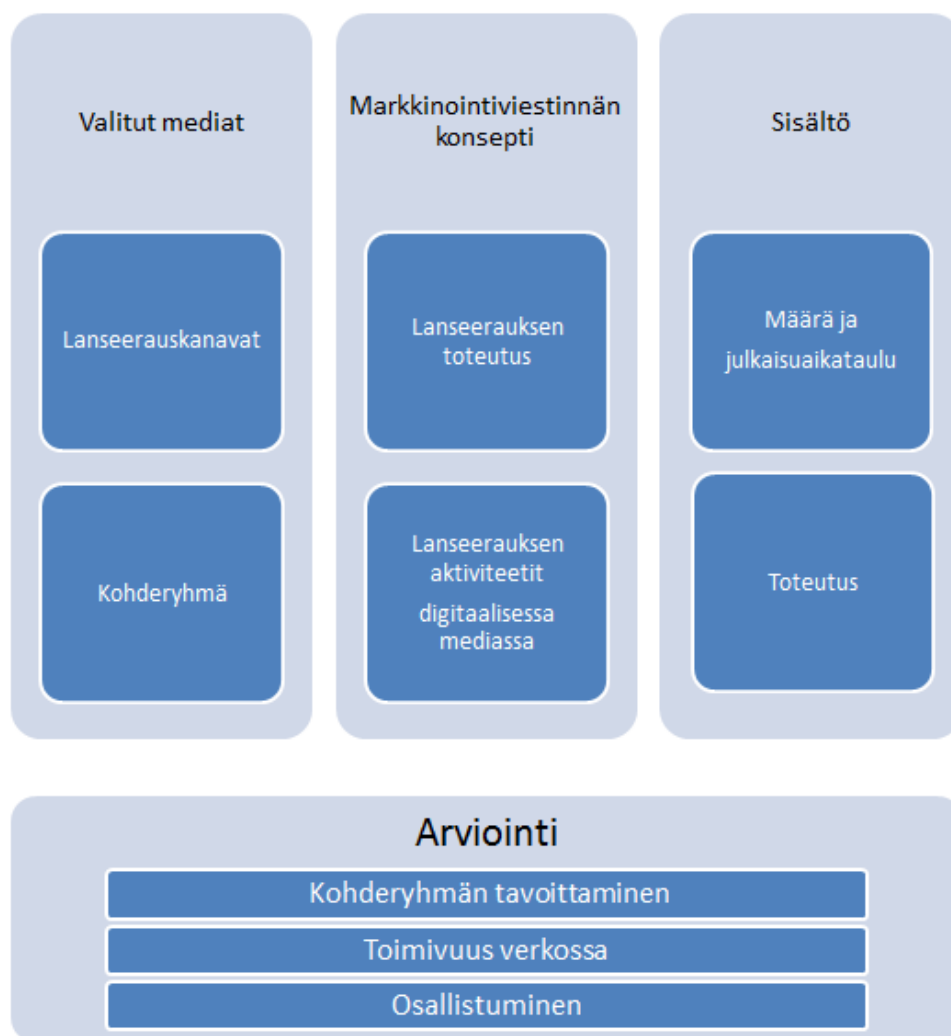 Valitut mediat
Lanseerauskanavat
Kohderyhmä
Markkinointiviestinnän
konsepti
Lanseerauksen
toteutus
Lanseerauksen
aktiviteetit
digitaalisessa
mediassa
Sisältö
Määrä ja
julkaisuaikataulu
Toteutus
Arviointi
Kohderyhmän tavoittaminen
Toimivuus verkossa
Osallistuminen